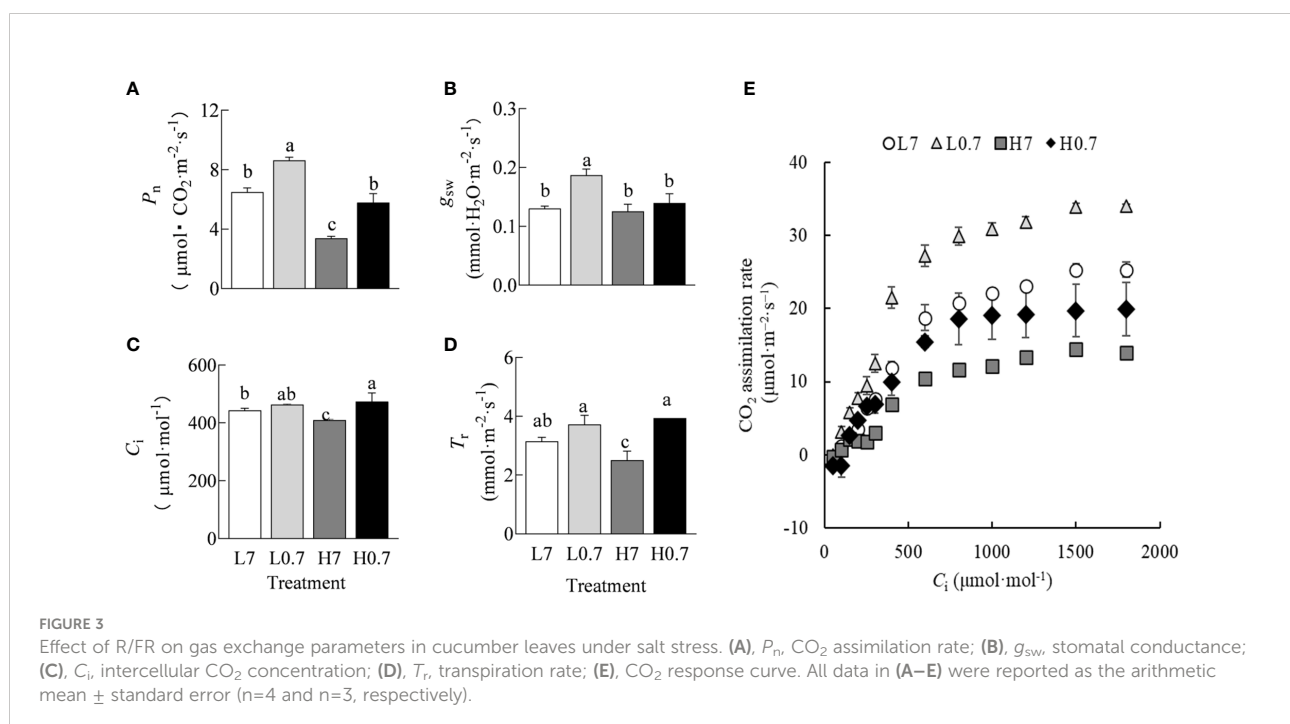 A
Pn
( μmol· CO2·m-2·s-1)
12
8
4
0
b
a
c
b
B
gsw
(mmol·H2O·m-2·s-1)
0.3
0.2
0.1
0.0
b
a
b
b
C
Ci
( μmol·mol-1)
600
400
200
0
b
ab
c
a
L7 L0.7 H7 H0.7
Treatment
D
Tr
(mmol·m-2·s-1)
6
4
2
0
ab
a
c
a
L7 L0.7 H7 H0.7
Treatment
E
L7 L0.7 H7 H0.7
CO2 assimilation rate
(μmol·m-2·s-1)
40
30
20
10
0
-10
0 500 1000 1500 2000
Ci (μmol·mol-1)
FIGURE 3
Effect of R/FR on gas exchange parameters in cucumber leaves under salt stress. (A), Pn, CO2 assimilation rate; (B), gsw, stomatal conductance;
(C), Ci, intercellular CO2 concentration; (D), Tr, transpiration rate; (E), CO2 response curve. All data in (A–E) were reported as the arithmetic
mean ± standard error (n=4 and n=3, respectively).